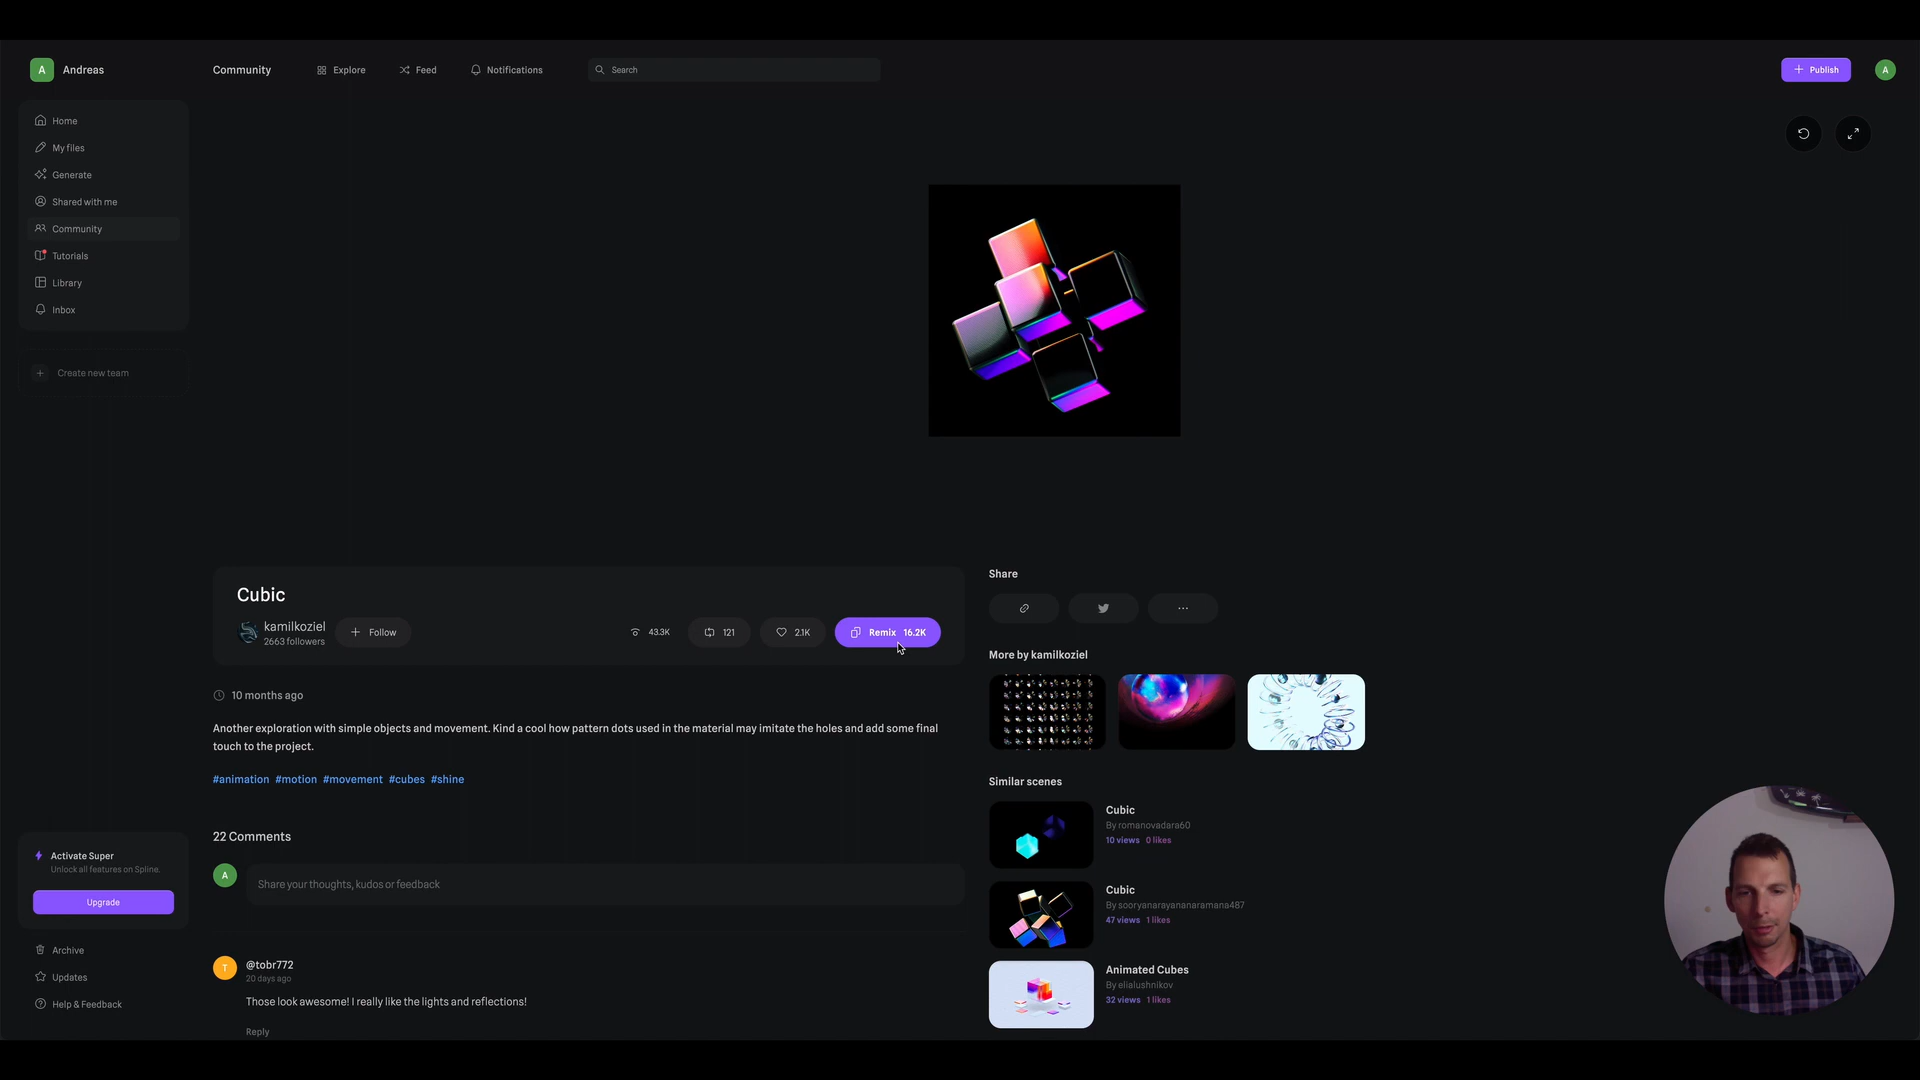 A Andreas
Community
Explore
Feed
Notifications
Search
Publish
A
Home
My files
Generate
Shared with me
Community
Tutorials
Library
Inbox
Create new team
Cubic
kamilkoziel
2663 followers
Follow
43.3K
121
2.1K
Remix 16.2K
10 months ago
Another exploration with simple objects and movement. Kind a cool how pattern dots used in the material may imitate the holes and add some final
touch to the project.
#animation #motion #movement #cubes #shine
22 Comments
A
Share your thoughts, kudos or feedback
T
@tobr772
20 days ago
Those look awesome! I really like the lights and reflections!
Reply
Share
More by kamilkoziel
Similar scenes
Cubic
By romanovadara60
10 views 0 likes
Cubic
By sooryanarayananaramana487
47 views 1 likes
Animated Cubes
By elialushnikov
32 views 1 likes
Activate Super
Unlock all features on Spline.
Upgrade
Archive
Updates
Help & Feedback